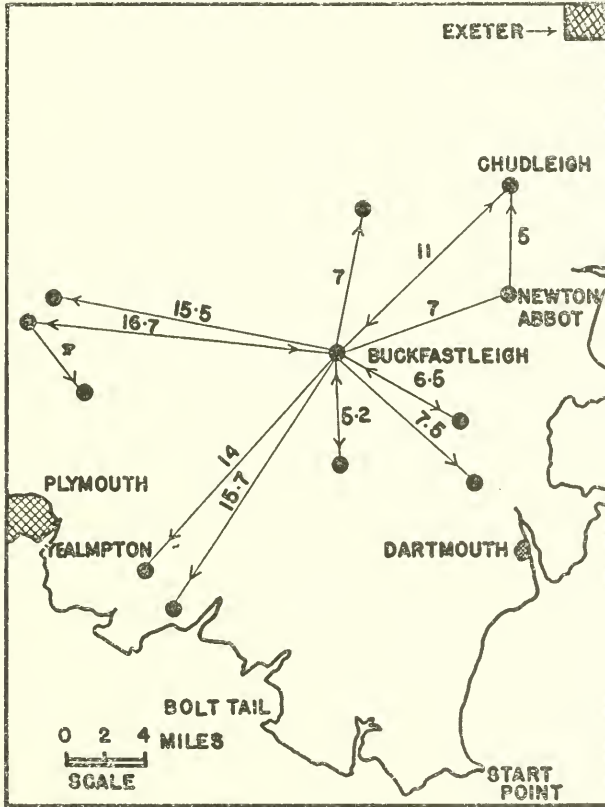 EXETER→
CHUDLEIGH
11
5
7
7
NEWTON
ABBOT
15·5
16·7
BUCKFASTLEIGH
6·5
7·5
5·2
14
15·7
PLYMOUTH
YEALMPTON
DARTMOUTH
BOLT TAIL
0 2 4
MILES
SCALE
START
POINT